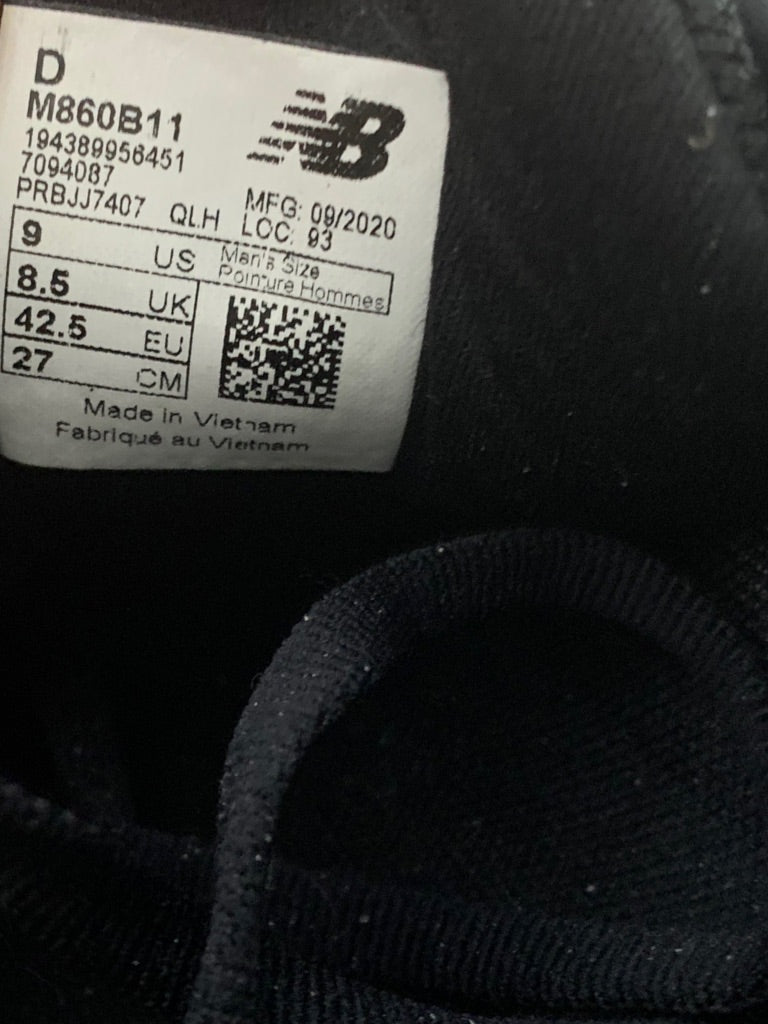 D
M860B11
194389956451
7094087
PRBJJ7407 QLH
NB
MFG: 09/2020
LOC: 93
9 US Men's Size
Pointure Hommes
8.5 UK
42.5 EU
27 CM
Made in Vietnam
Fabriqué au Vietnam